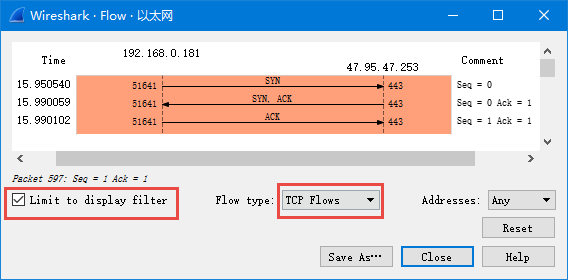 Wireshark · Flow · 以太网
Time 192.168.0.181 47.95.47.253 Comment
15.950540 51641 SYN 443 Seq = 0
15.990059 51641 SYN, ACK 443 Seq = 0 Ack = 1
15.990102 51641 ACK 443 Seq = 1 Ack = 1
Packet 597: Seq = 1 Ack = 1
Limit to display filter Flow type: TCP Flows Addresses: Any
Reset
Save As… Close Help